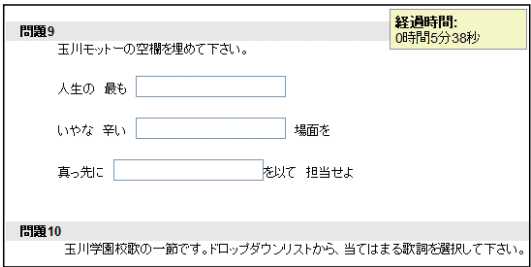 経過時間:
0時間5分38秒
問題9
玉川モットーの空欄を埋めて下さい。
人生の 最も
いやな 辛い 場面を
真っ先に を以て 担当せよ
問題10
玉川学園校歌の一節です。ドロップダウンリストから、当てはまる歌詞を選択して下さい。